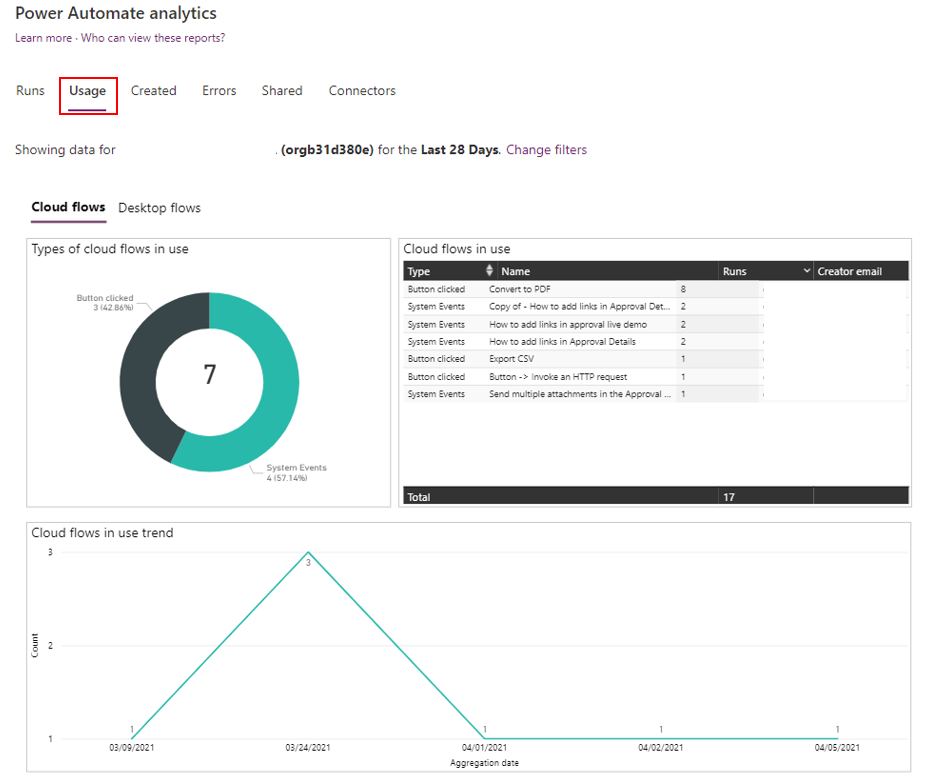 Power Automate analytics
Learn more · Who can view these reports?
Runs Usage Created Errors Shared Connectors
Showing data for . (orgb31d380e) for the Last 28 Days. Change filters
Cloud flows Desktop flows
Types of cloud flows in use
Button clicked
3 (42.86%)
7
System Events
4 (57.14%)
Cloud flows in use
Type Name Runs Creator email
Button clicked Convert to PDF 8
System Events Copy of - How to add links in Approval Det... 2
System Events How to add links in approval live demo 2
System Events How to add links in Approval Details 2
Button clicked Export CSV 1
Button clicked Button -> Invoke an HTTP request 1
System Events Send multiple attachments in the Approval ... 1
Total 17
Cloud flows in use trend
3
3
2
Count
1 1 1 1 1
03/09/2021 03/24/2021 04/01/2021 04/02/2021 04/05/2021
Aggregation date